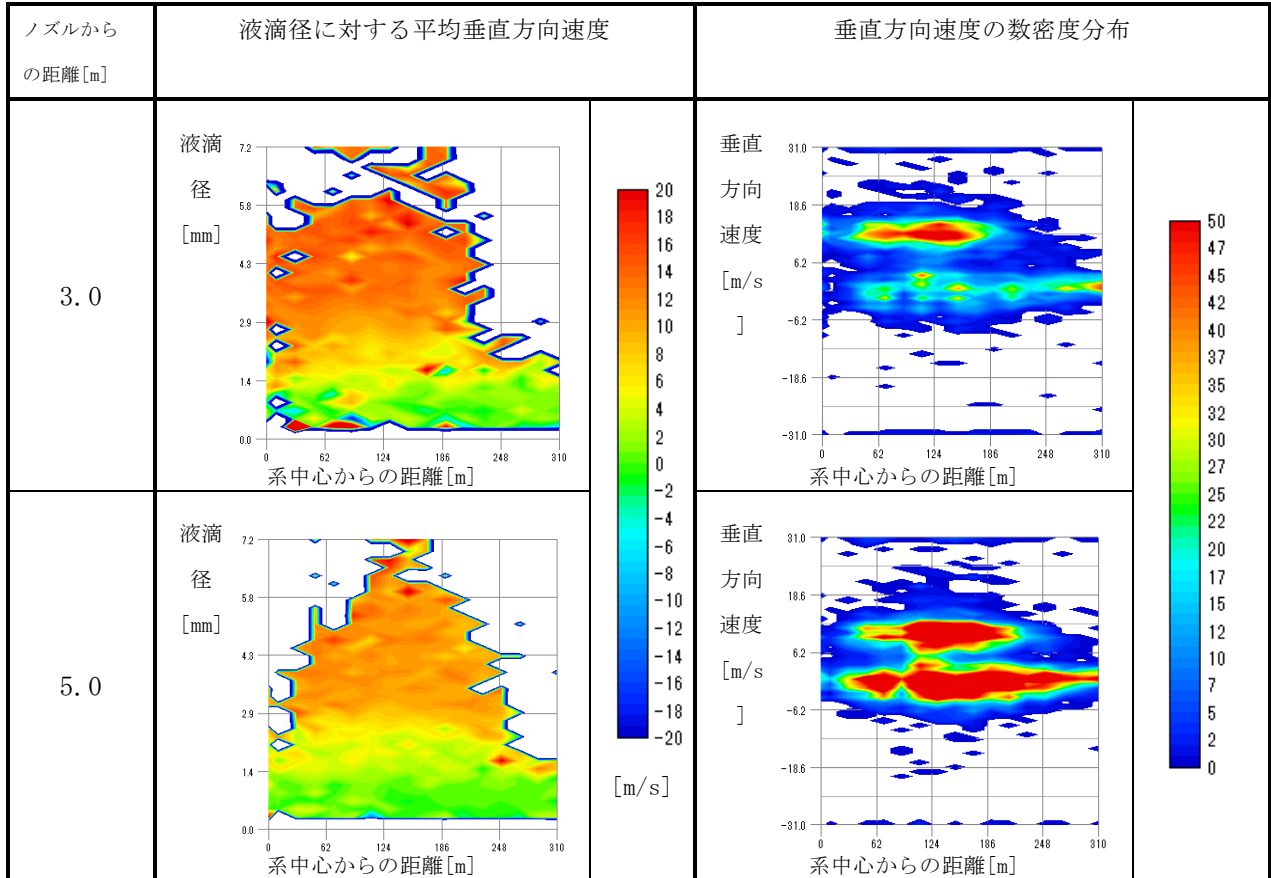 ノズルから
の距離[m]
液滴径に対する平均垂直方向速度
垂直方向速度の数密度分布
3.0
液滴
径
[mm]
7.2
5.8
4.3
2.9
1.4
0.0
0 62 124 186 248 310
系中心からの距離[m]
20
18
16
14
12
10
8
6
4
2
0
-2
-4
-6
-8
-10
-12
-14
-16
-18
-20
[m/s]
垂直
方向
速度
[m/s
]
31.0
18.6
6.2
-6.2
-18.6
-31.0
0 62 124 186 248 310
系中心からの距離[m]
50
47
45
42
40
37
35
32
30
27
25
22
20
17
15
12
10
7
5
2
0
5.0
液滴
径
[mm]
7.2
5.8
4.3
2.9
1.4
0.0
0 62 124 186 248 310
系中心からの距離[m]
垂直
方向
速度
[m/s
]
31.0
18.6
6.2
-6.2
-18.6
-31.0
0 62 124 186 248 310
系中心からの距離[m]